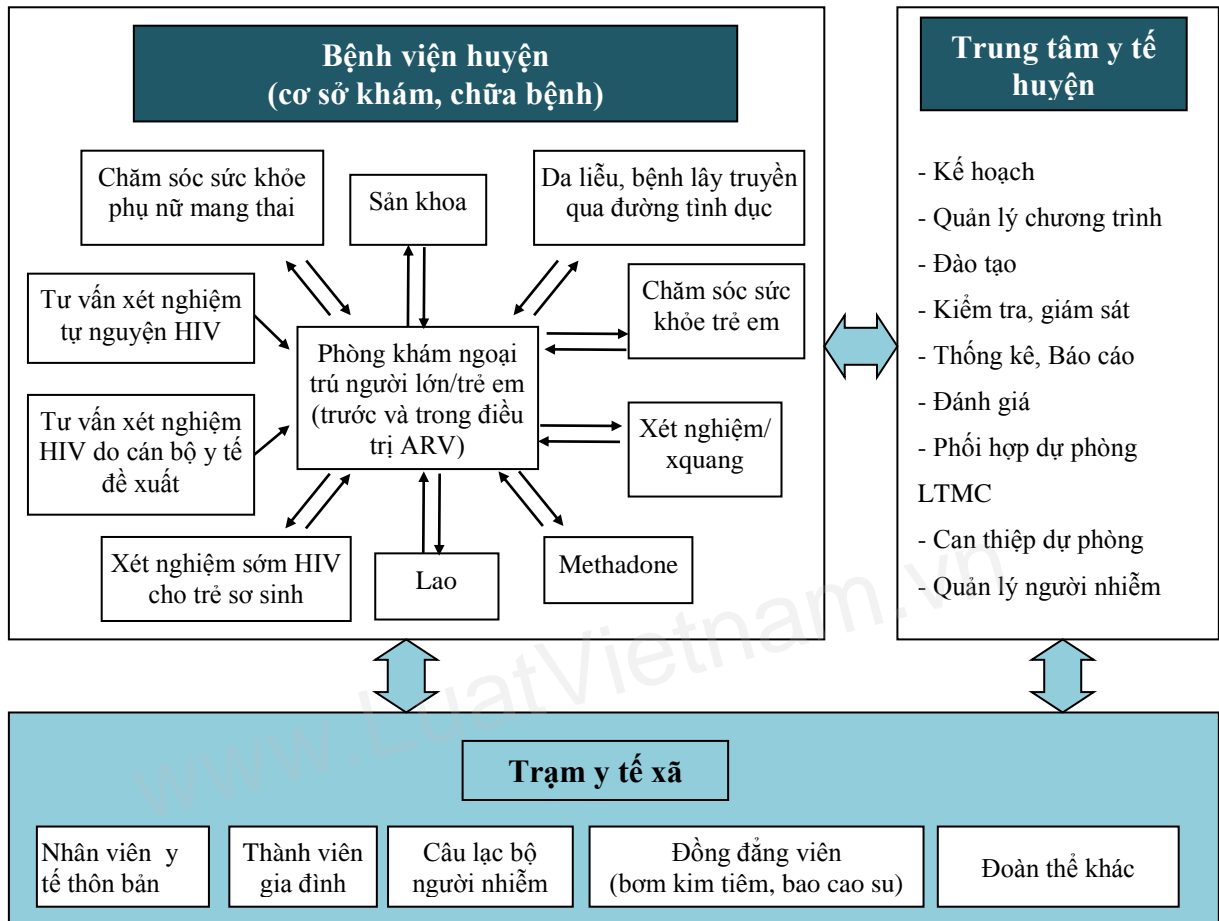 Bệnh viện huyện
(cơ sở khám, chữa bệnh)
Chăm sóc sức khỏe
phụ nữ mang thai
Sản khoa
Da liễu, bệnh lây truyền
qua đường tình dục
Tư vấn xét nghiệm
tự nguyện HIV
Chăm sóc sức
khỏe trẻ em
Phòng khám ngoại
trú người lớn/trẻ em
(trước và trong điều
trị ARV)
Tư vấn xét nghiệm
HIV do cán bộ y tế
đề xuất
Xét nghiệm/
xquang
Xét nghiệm sớm HIV
cho trẻ sơ sinh
Lao
Methadone
Trung tâm y tế
huyện
- Kế hoạch
- Quản lý chương trình
- Đào tạo
- Kiểm tra, giám sát
- Thống kê, Báo cáo
- Đánh giá
- Phối hợp dự phòng
LTMC
- Can thiệp dự phòng
- Quản lý người nhiễm
Trạm y tế xã
Nhân viên y
tế thôn bản
Thành viên
gia đình
Câu lạc bộ
người nhiễm
Đồng đẳng viên
(bơm kim tiêm, bao cao su)
Đoàn thể khác
www.LuatVietnam.vn